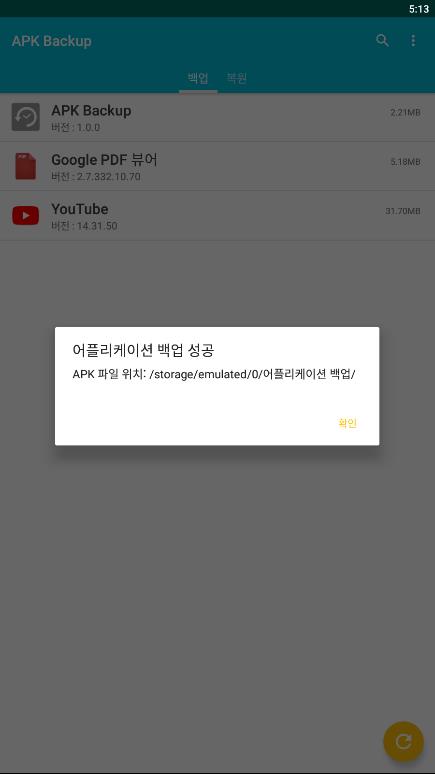 5:13
APK Backup
백업
복원
APK Backup
2.21MB
버전 : 1.0.0
Google PDF 뷰어
5.18MB
버전 : 2.7.332.10.70
YouTube
31.70MB
버전 : 14.31.50
어플리케이션 백업 성공
APK 파일 위치: /storage/emulated/0/어플리케이션 백업/
확인